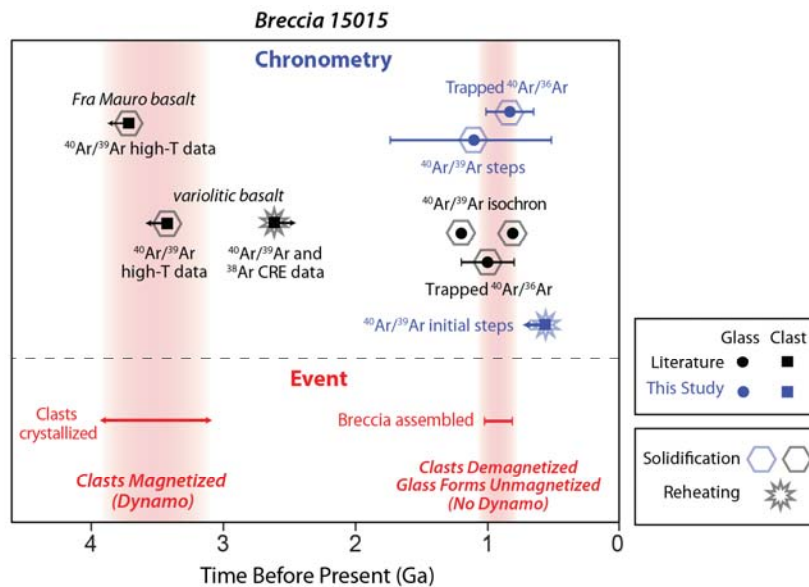 Breccia 15015
Chronometry
Fra Mauro basalt
⁴⁰Ar/³⁹Ar high-T data
Trapped ⁴⁰Ar/³⁶Ar
⁴⁰Ar/³⁹Ar steps
variolitic basalt
⁴⁰Ar/³⁹Ar
high-T data
⁴⁰Ar/³⁹Ar and
³⁸Ar CRE data
⁴⁰Ar/³⁹Ar isochron
Trapped ⁴⁰Ar/³⁶Ar
⁴⁰Ar/³⁹Ar initial steps
Event
Clasts
crystallized
Breccia assembled
Clasts Magnetized
(Dynamo)
Clasts Demagnetized
Glass Forms Unmagnetized
(No Dynamo)
4 3 2 1 0
Time Before Present (Ga)
Glass Clast
Literature
This Study
Solidification
Reheating